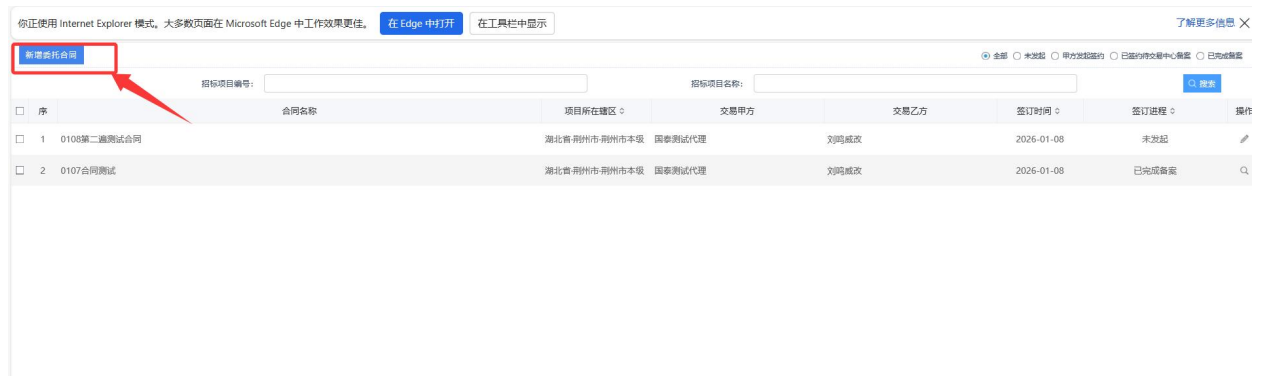 你正使用 Internet Explorer 模式。大多数页面在 Microsoft Edge 中工作效果更佳。 在 Edge 中打开 在工具栏中显示 了解更多信息
新增委托合同 全部 未发起 甲方发起签约 已签约待交易中心备案 已完成备案
招标项目编号: 招标项目名称: 搜索
序 合同名称 项目所在辖区 交易甲方 交易乙方 签订时间 签订进程 操作
1 0108第二遍测试合同 湖北省·荆州市·荆州市本级 国泰测试代理 刘鸣威改 2026-01-08 未发起
2 0107合同测试 湖北省·荆州市·荆州市本级 国泰测试代理 刘鸣威改 2026-01-08 已完成备案